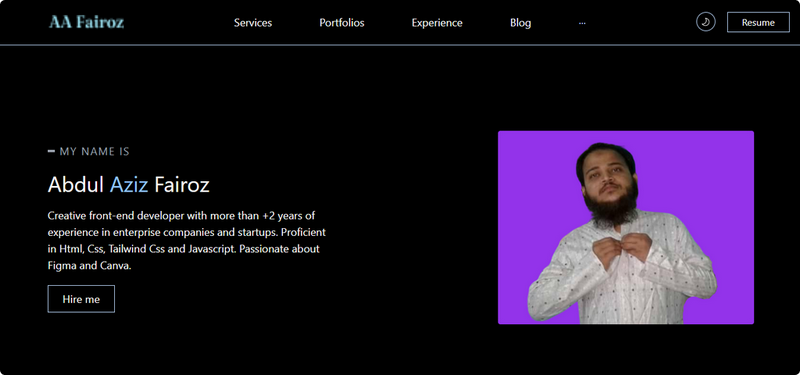 AA Fairoz
Services
Portfolios
Experience
Blog
...
Resume
MY NAME IS
Abdul Aziz Fairoz
Creative front-end developer with more than +2 years of
experience in enterprise companies and startups. Proficient
in Html, Css, Tailwind Css and Javascript. Passionate about
Figma and Canva.
Hire me